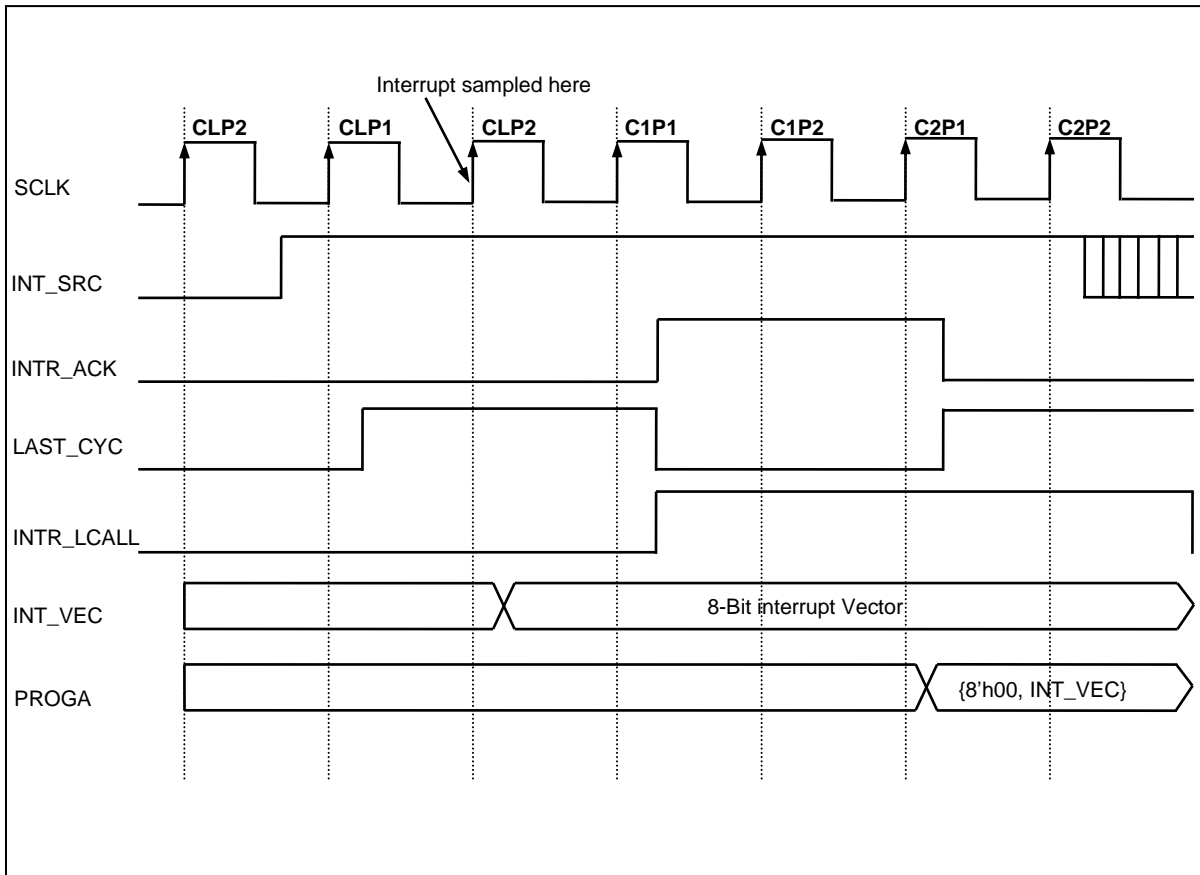 Interrupt sampled here
CLP2 CLP1 CLP2 C1P1 C1P2 C2P1 C2P2
SCLK
INT_SRC
INTR_ACK
LAST_CYC
INTR_LCALL
INT_VEC 8-Bit interrupt Vector
PROGA {8'h00, INT_VEC}